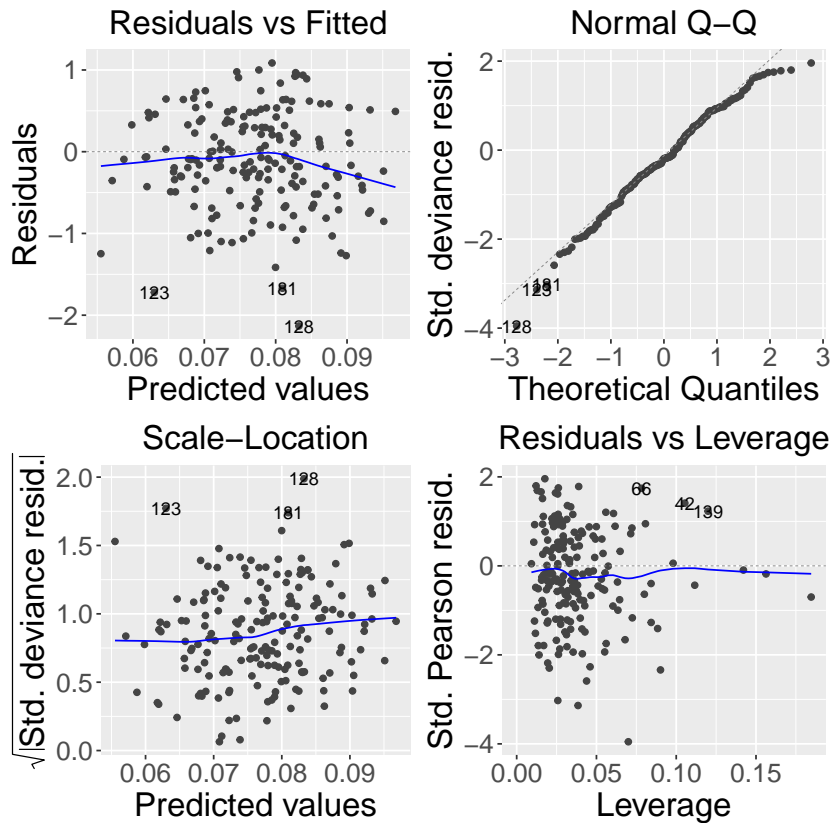 Residuals vs Fitted
Residuals
1
0
−1
−2
123
181
128
0.06 0.07 0.08 0.09
Predicted values
Normal Q−Q
Std. deviance resid.
2
0
−2
−4
181
123
128
−3 −2 −1 0 1 2 3
Theoretical Quantiles
Scale−Location
√|Std. deviance resid.|
2.0
1.5
1.0
0.5
0.0
128
123
181
0.06 0.07 0.08 0.09
Predicted values
Residuals vs Leverage
Std. Pearson resid.
2
0
−2
−4
66
42
139
0.00 0.05 0.10 0.15
Leverage